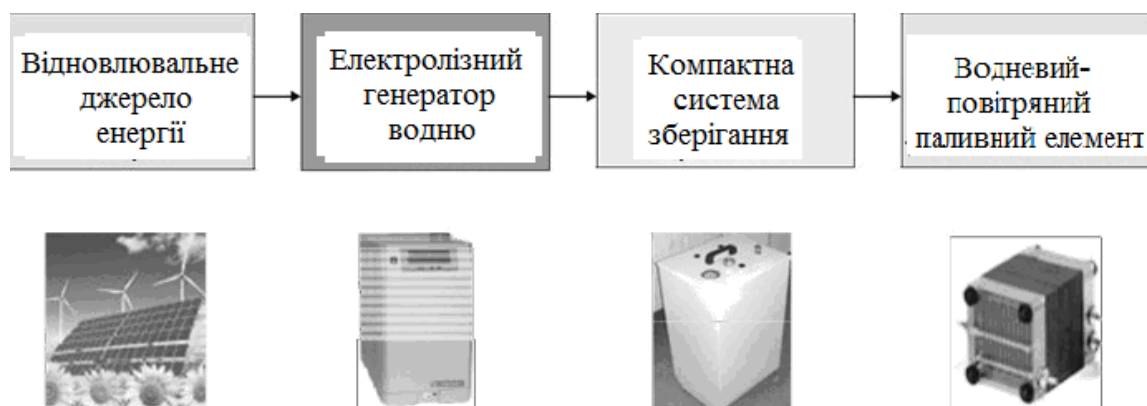 Відновлювальне
джерело
енергії
Електролізний
генератор
водню
Компактна
система
зберігання
Водневий-
повітряний
паливний елемент